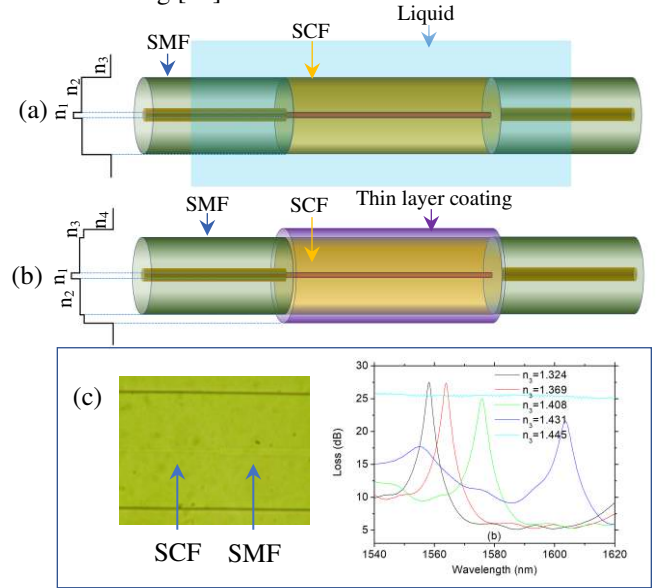 Liquid
SMF
SCF
n3
n2
n1
(a)
SMF
SCF
Thin layer coating
n4
n3
n1
n2
(b)
(c)
SCF
SMF
30
25
20
15
10
5
Loss (dB)
n3=1.324
n3=1.369
n3=1.408
n3=1.431
n3=1.445
(b)
1540
1560
1580
1600
1620
Wavelength (nm)